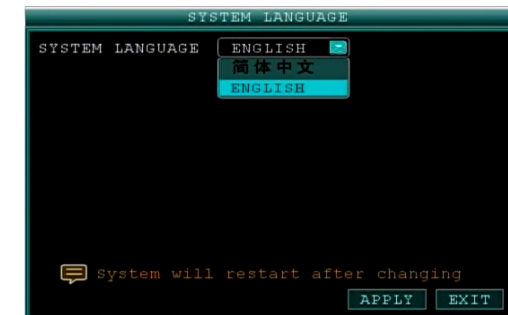 SYSTEM LANGUAGE
SYSTEM LANGUAGE ENGLISH
简体中文
ENGLISH
System will restart after changing
APPLY EXIT